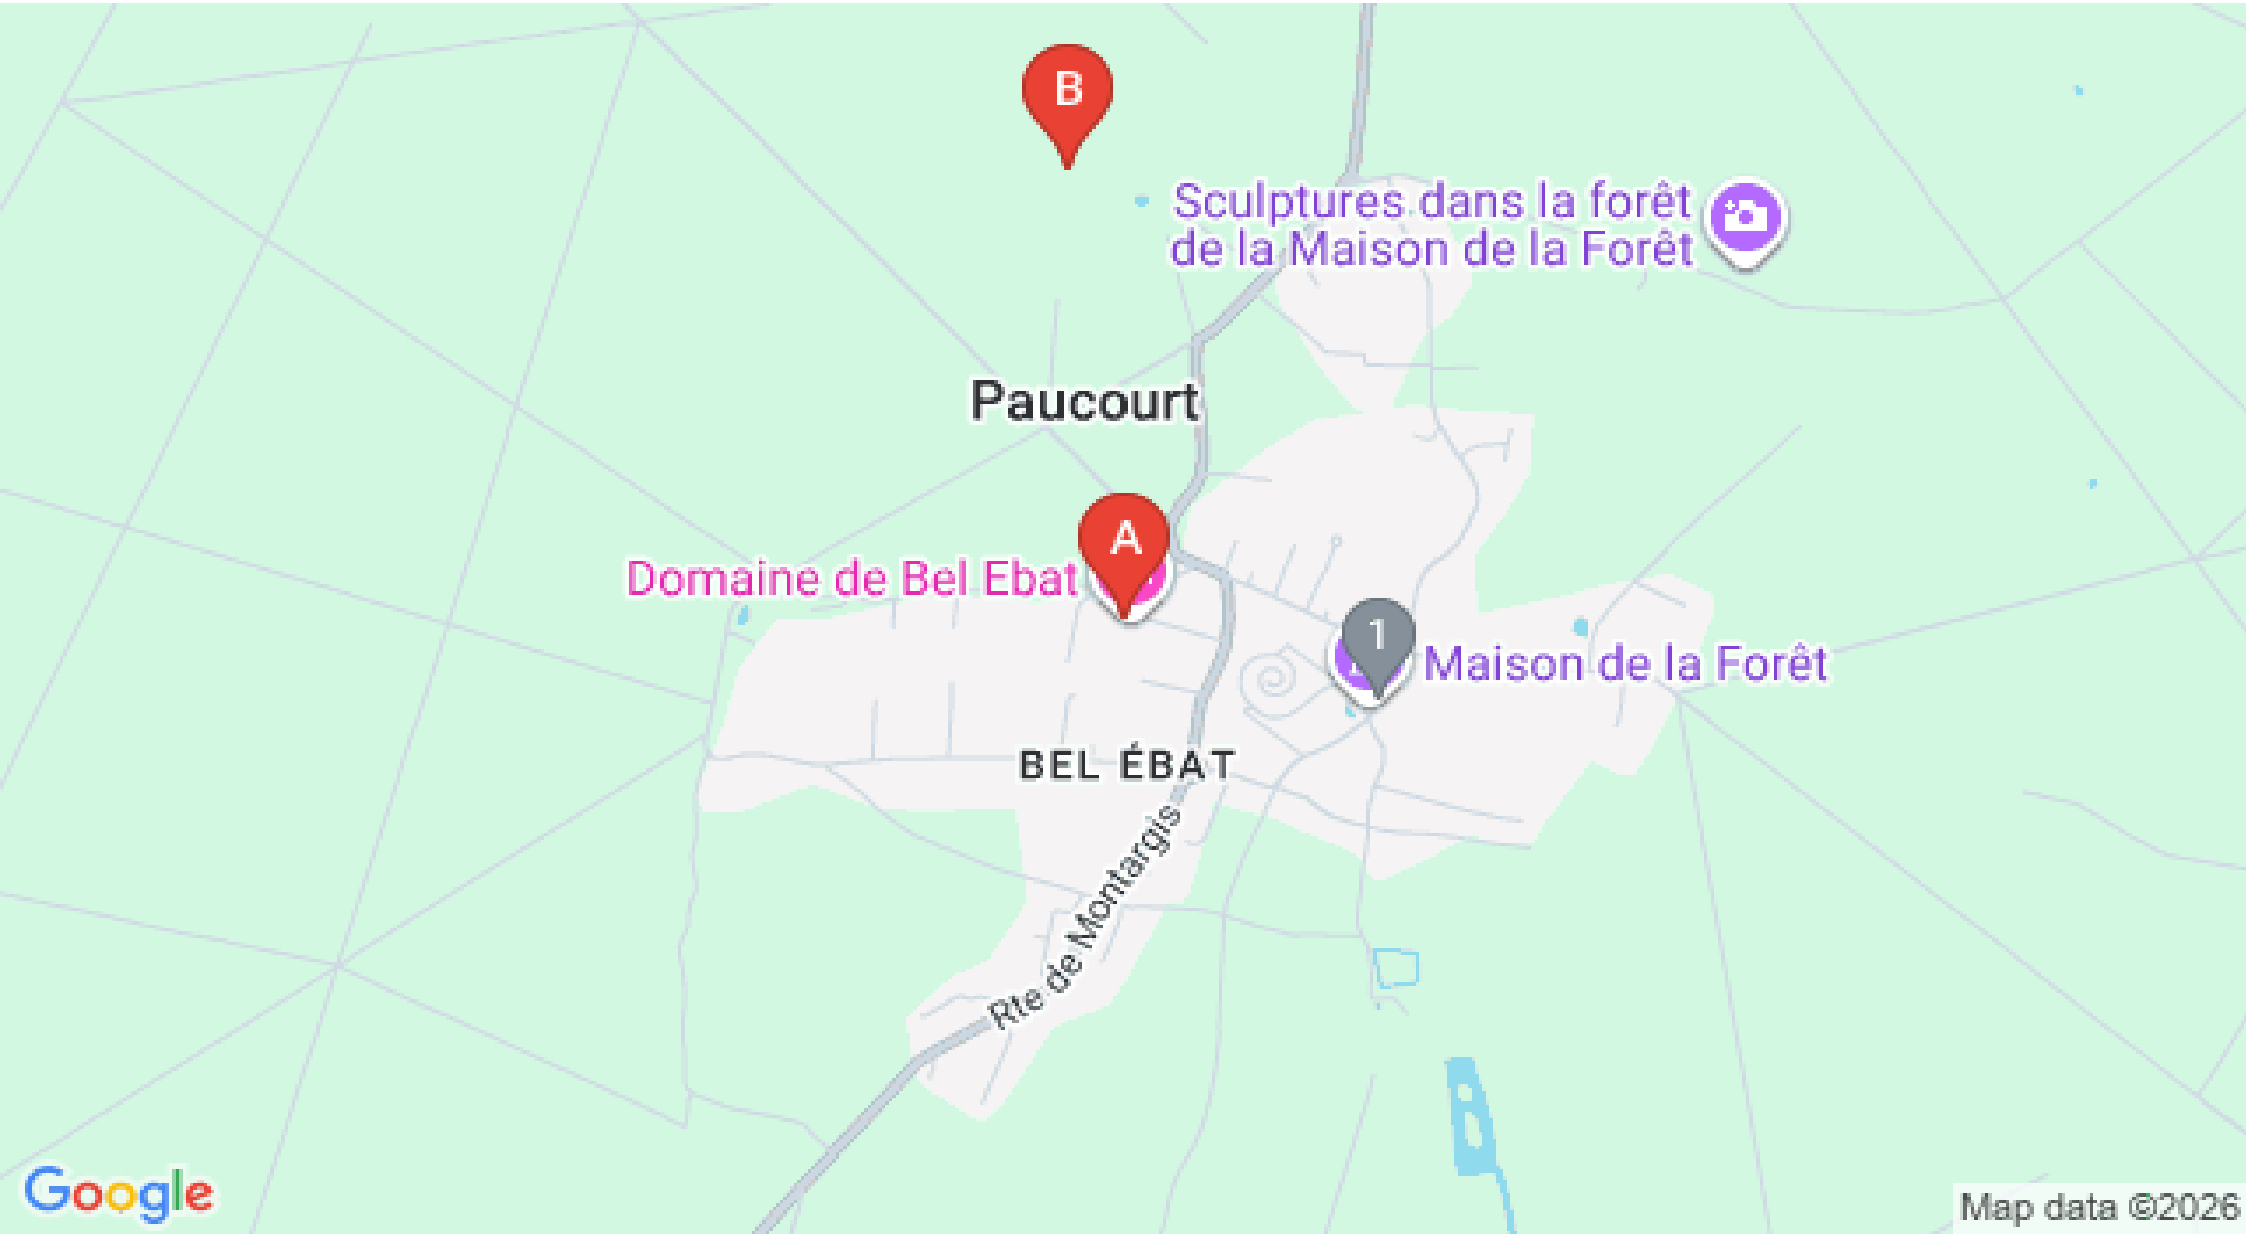 B
Sculptures dans la forêt
de la Maison de la Forêt
Paucourt
A
Domaine de Bel Ebat
1
Maison de la Forêt
BEL ÉBAT
Rte de Montargis
Google
Map data ©2026